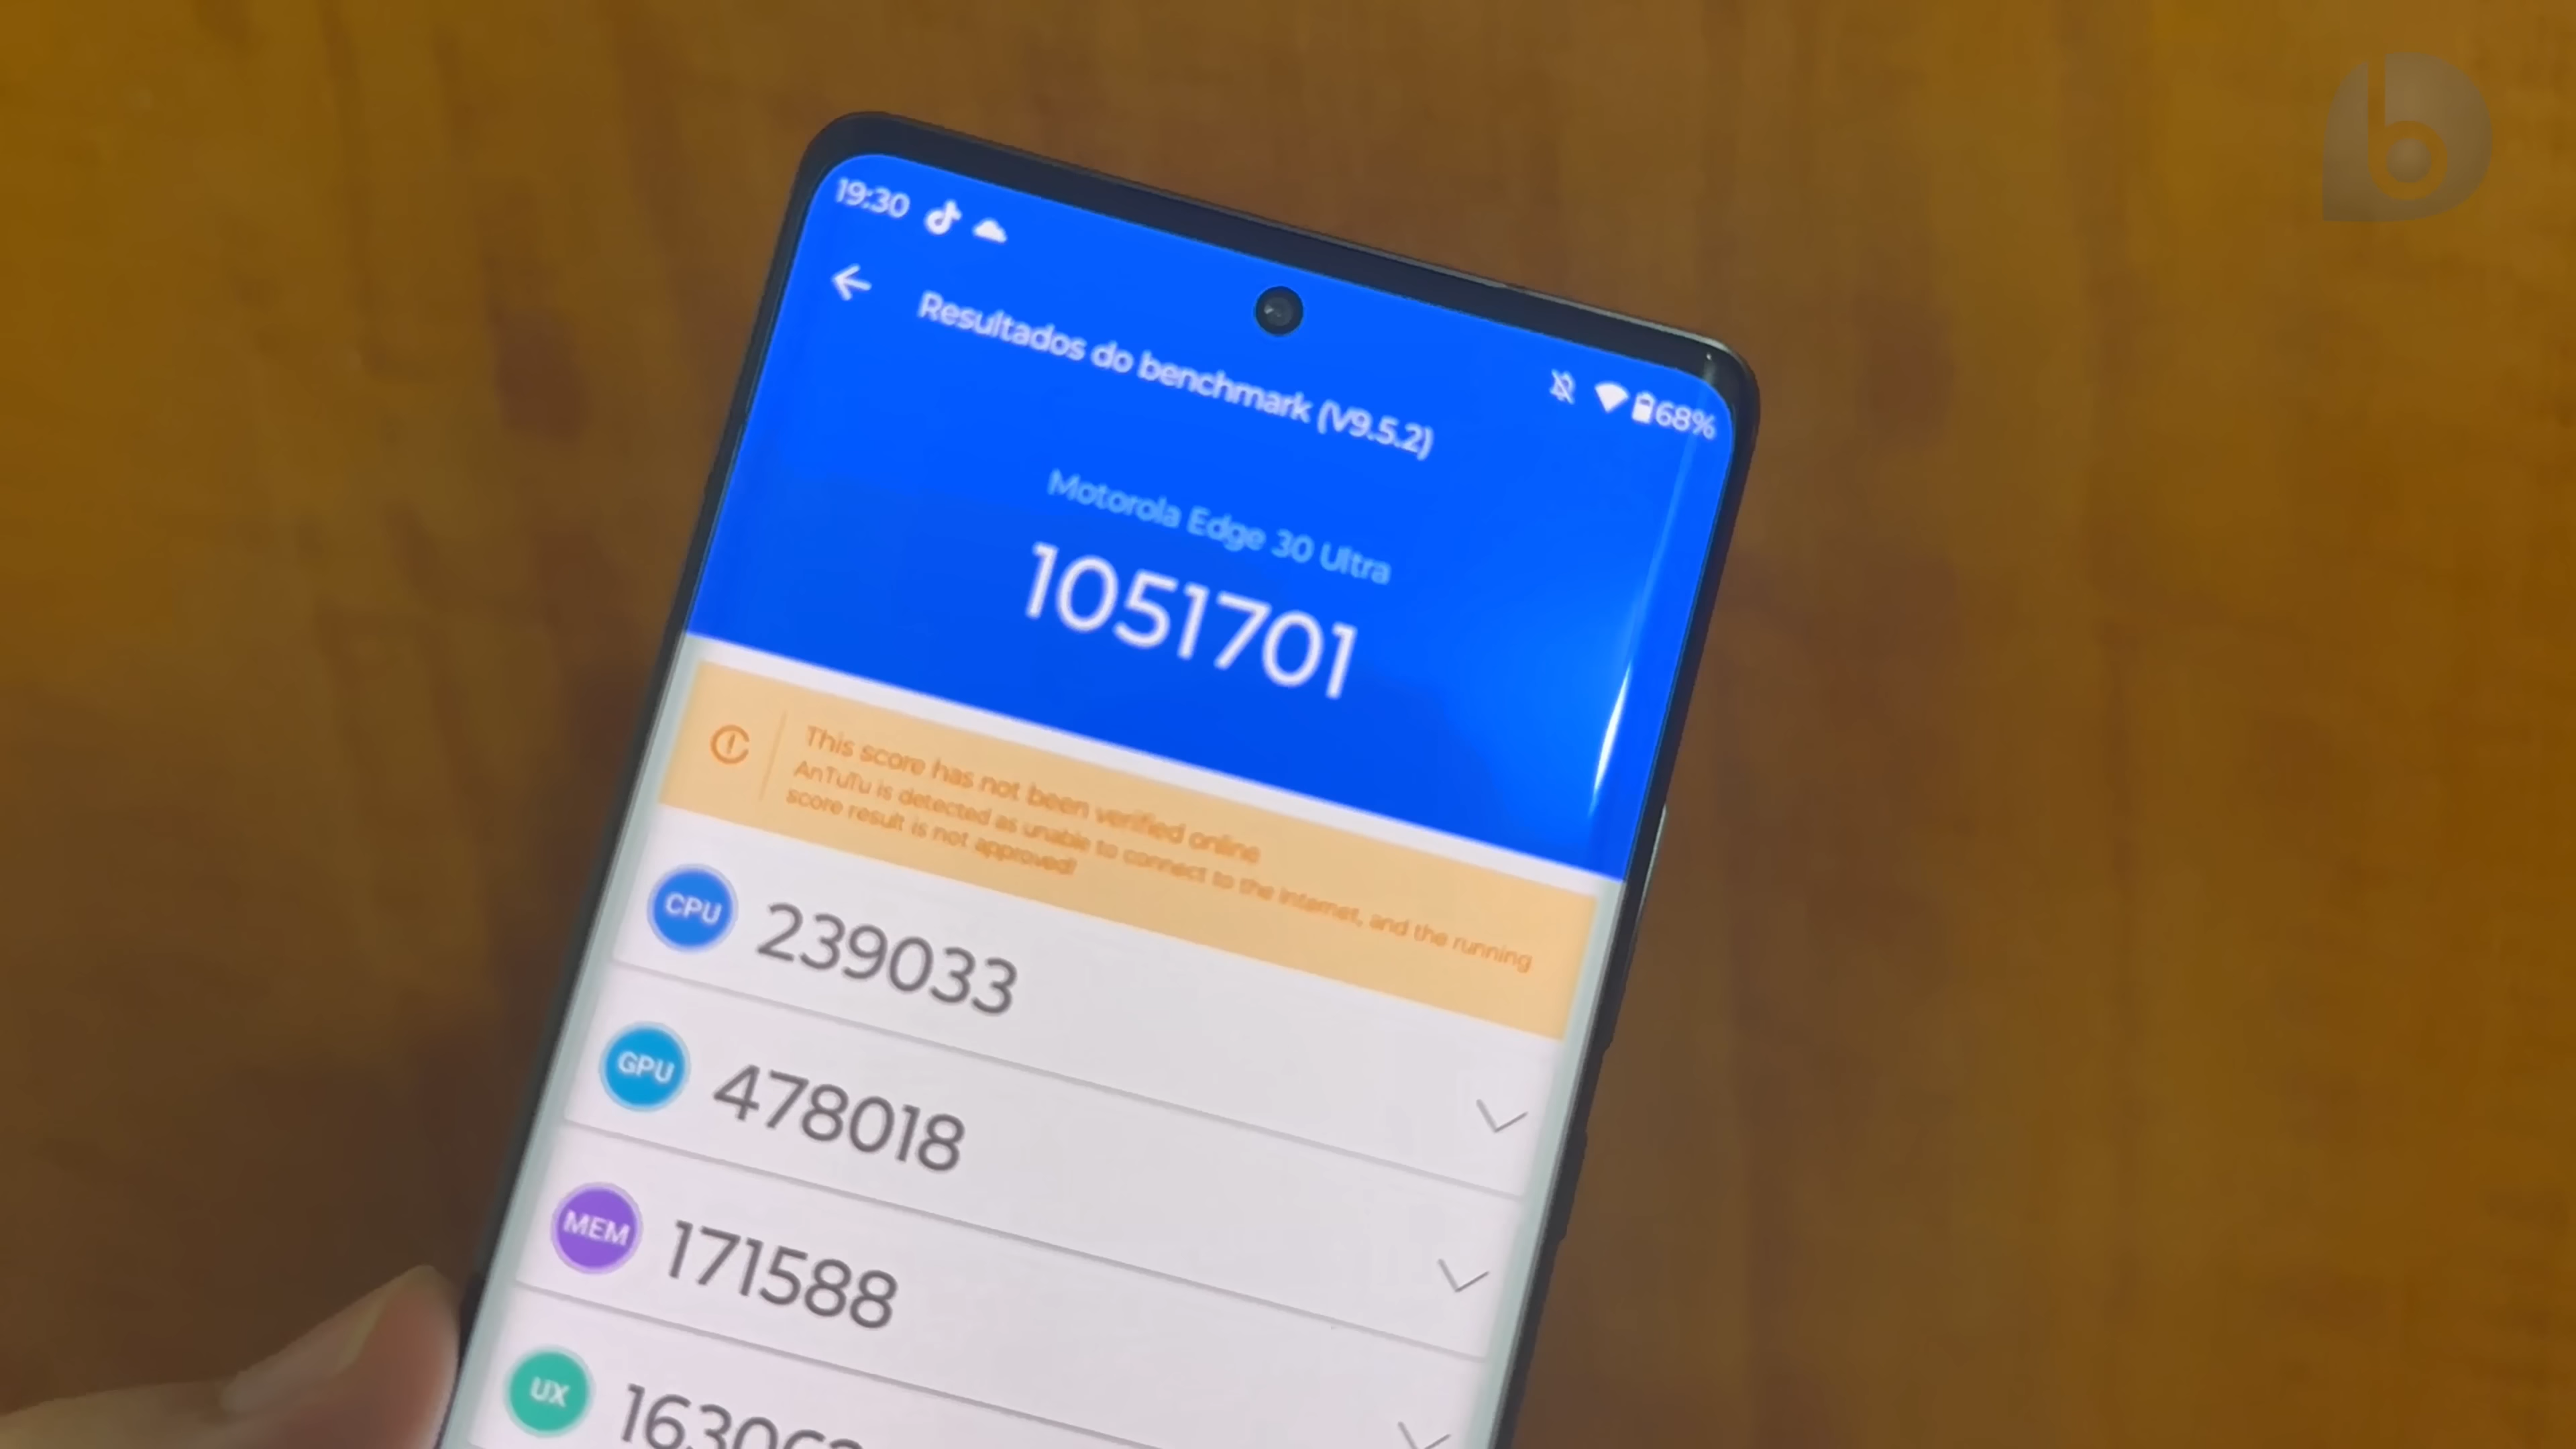 19:30
68%
Resultados do benchmark (V9.5.2)
Motorola Edge 30 Ultra
1051701
This score has not been verified online
AnTuTu is detected as unable to connect to the internet, and the running
score result is not approved!
CPU 239033
GPU 478018
MEM 171588
UX
b